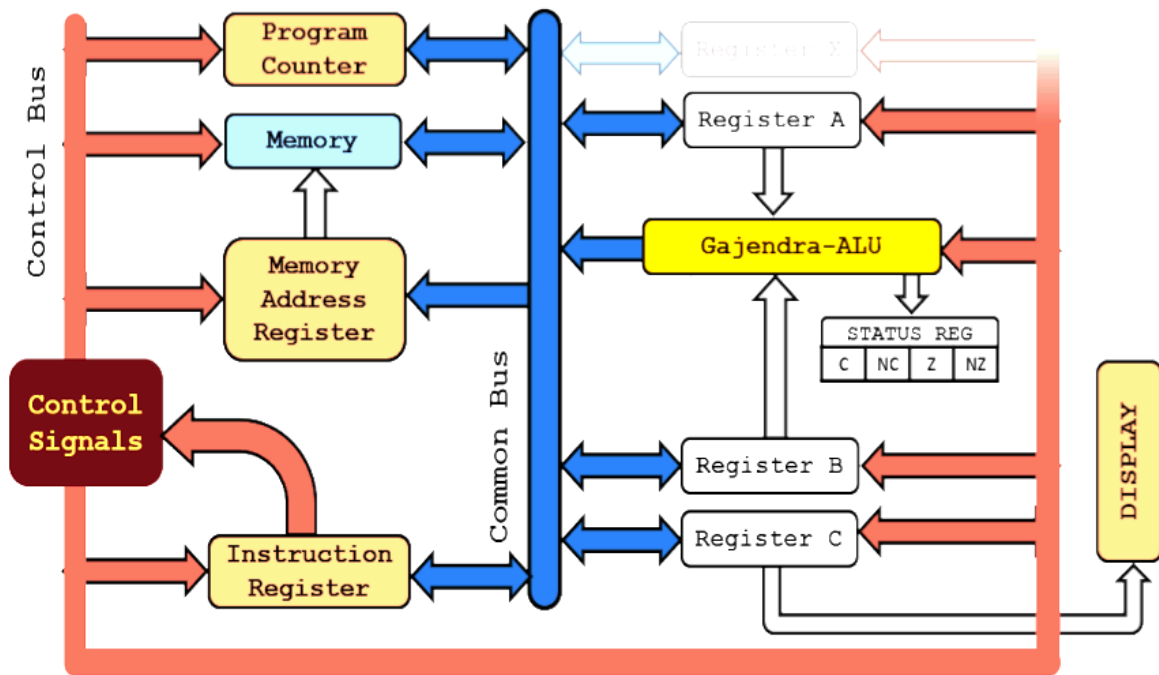 Control Bus
Program
Counter
Memory
Memory
Address
Register
Control
Signals
Instruction
Register
Common Bus
Register X
Register A
Gajendra-ALU
STATUS REG
C NC Z NZ
Register B
Register C
DISPLAY